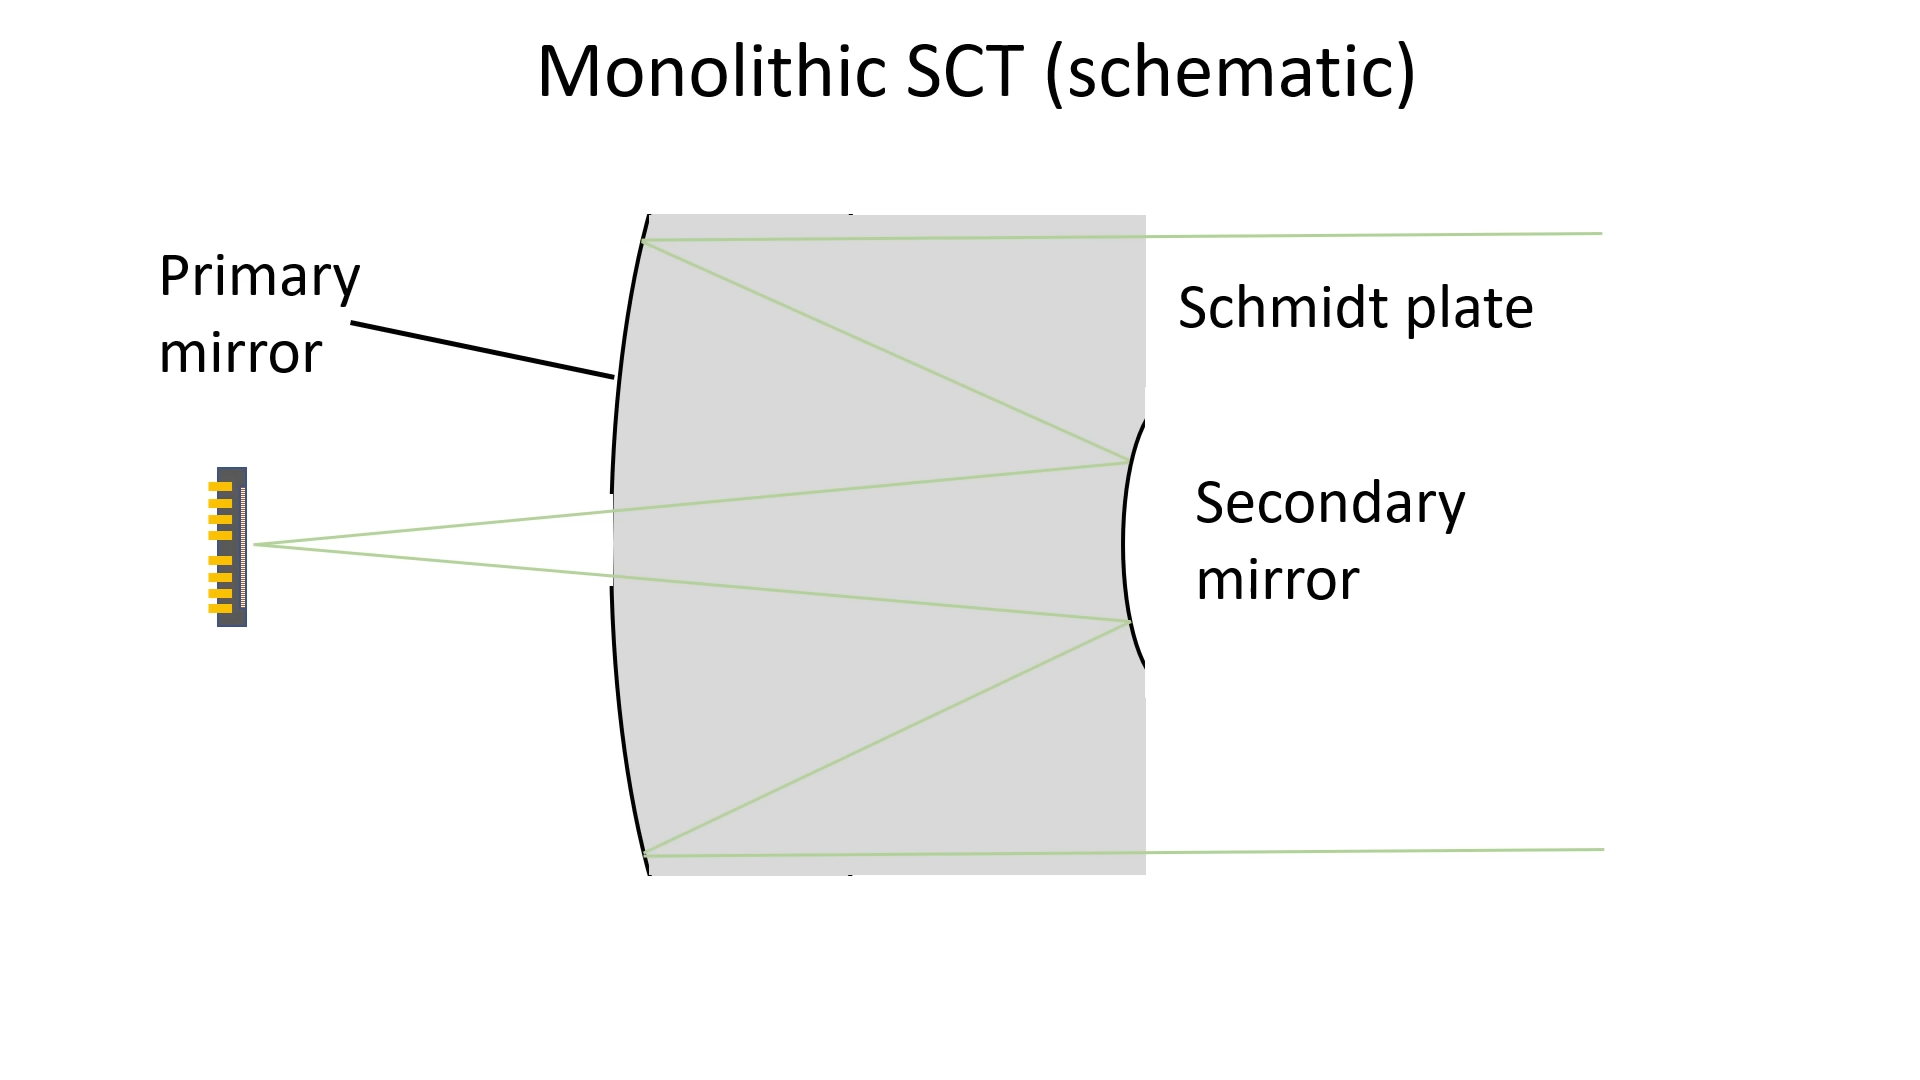 Monolithic SCT (schematic)
Primary
mirror
Schmidt plate
Secondary
mirror